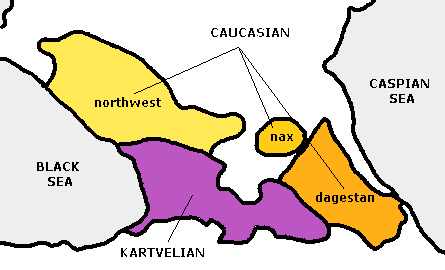 CAUCASIAN
northwest
CASPIAN
SEA
nax
BLACK
SEA
dagestan
KARTVELIAN